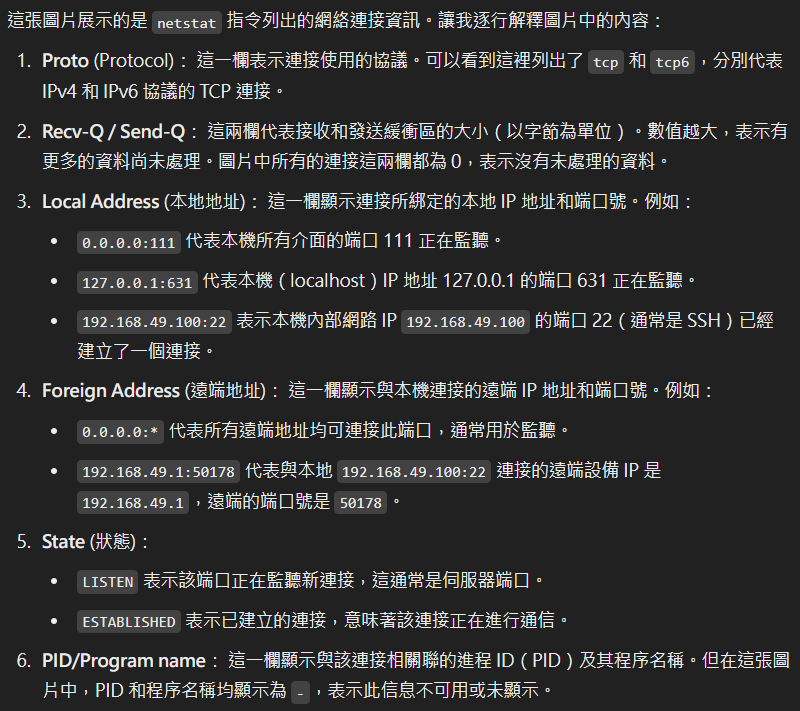 這張圖片展示的是 netstat 指令列出的網絡連接資訊。讓我逐行解釋圖片中的內容：
1. Proto (Protocol)： 這一欄表示連接使用的協議。可以看到這裡列出了 tcp 和 tcp6，分別代表
IPv4 和 IPv6 協議的 TCP 連接。
2. Recv-Q / Send-Q： 這兩欄代表接收和發送緩衝區的大小（以字節為單位）。數值越大，表示有
更多的資料尚未處理。圖片中所有的連接這兩欄都為 0，表示沒有未處理的資料。
3. Local Address (本地地址)： 這一欄顯示連接所綁定的本地 IP 地址和端口號。例如：
• 0.0.0.0:111 代表本機所有介面的端口 111 正在監聽。
• 127.0.0.1:631 代表本機（localhost）IP 地址 127.0.0.1 的端口 631 正在監聽。
• 192.168.49.100:22 表示本機內部網路 IP 192.168.49.100 的端口 22（通常是 SSH）已經
建立了一個連接。
4. Foreign Address (遠端地址)： 這一欄顯示與本機連接的遠端 IP 地址和端口號。例如：
• 0.0.0.0:* 代表所有遠端地址均可連接此端口，通常用於監聽。
• 192.168.49.1:50178 代表與本地 192.168.49.100:22 連接的遠端設備 IP 是
192.168.49.1，遠端的端口號是 50178。
5. State (狀態)：
• LISTEN 表示該端口正在監聽新連接，這通常是伺服器端口。
• ESTABLISHED 表示已建立的連接，意味著該連接正在進行通信。
6. PID/Program name： 這一欄顯示與該連接相關聯的進程 ID（PID）及其程序名稱。但在這張圖
片中，PID 和程序名稱均顯示為 -，表示此信息不可用或未顯示。